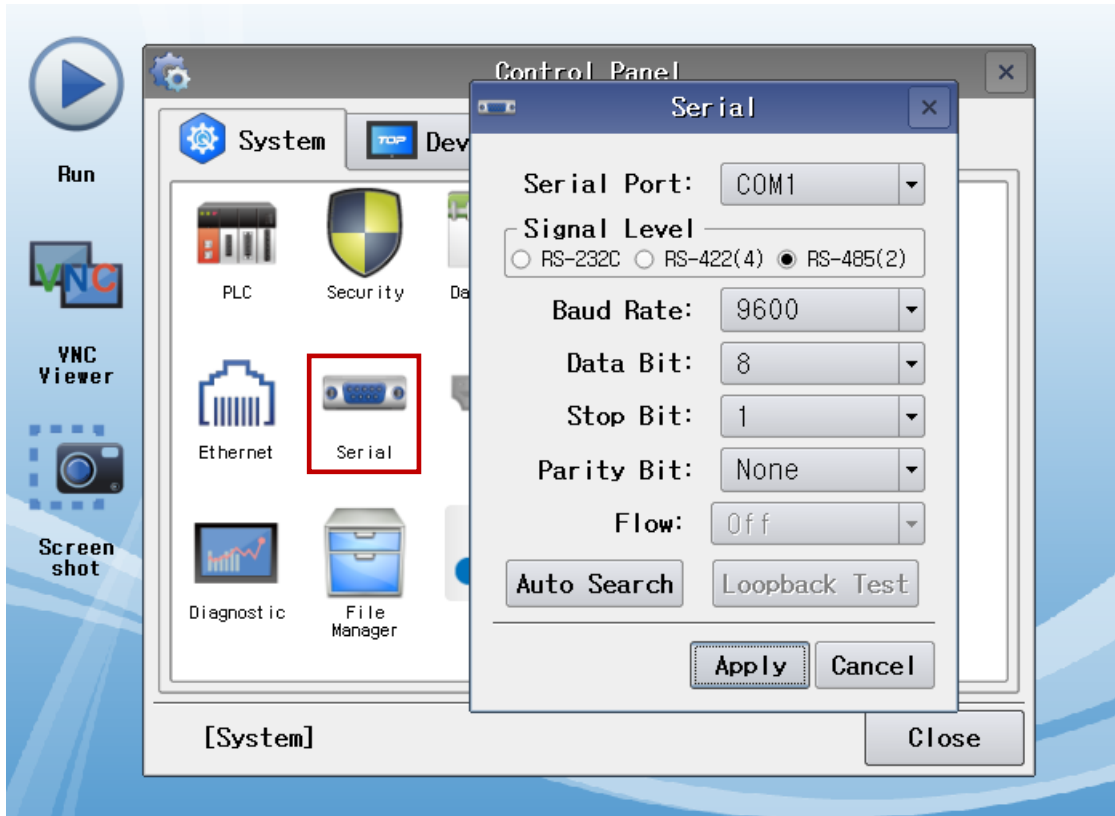 Control Panel
Serial
System
TOP
Dev
Run
VNC
VNC
Viewer
Screen
shot
PLC
Security
Da
Ethernet
Serial
Diagnostic
File
Manager
Serial Port: COM1
Signal Level
RS-232C RS-422(4) RS-485(2)
Baud Rate: 9600
Data Bit: 8
Stop Bit: 1
Parity Bit: None
Flow: Off
Auto Search Loopback Test
Apply Cancel
[System]
Close